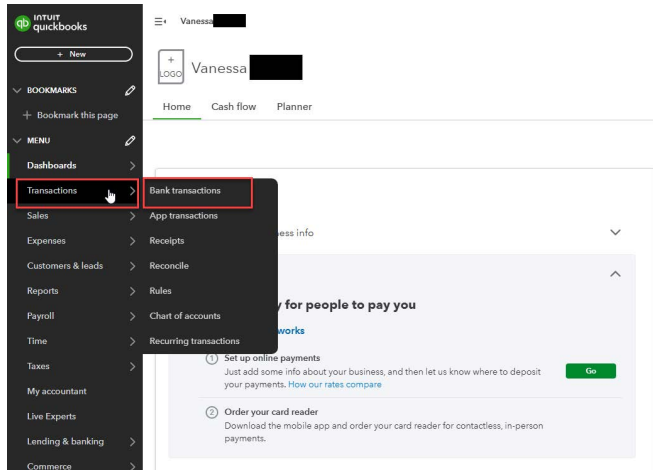 INTUIT
quickbooks
+ New
BOOKMARKS
+ Bookmark this page
MENU
Dashboards
Transactions
Sales
Expenses
Customers & leads
Reports
Payroll
Time
Taxes
My accountant
Live Experts
Lending & banking
Commerce
Bank transactions
App transactions
Receipts
Reconcile
Rules
Chart of accounts
Recurring transactions
Vanessa
+
LOGO
Vanessa
Home Cash flow Planner
ess info
for people to pay you
works
1 Set up online payments
Just add some info about your business, and then let us know where to deposit
your payments. How our rates compare
Go
2 Order your card reader
Download the mobile app and order your card reader for contactless, in-person
payments.